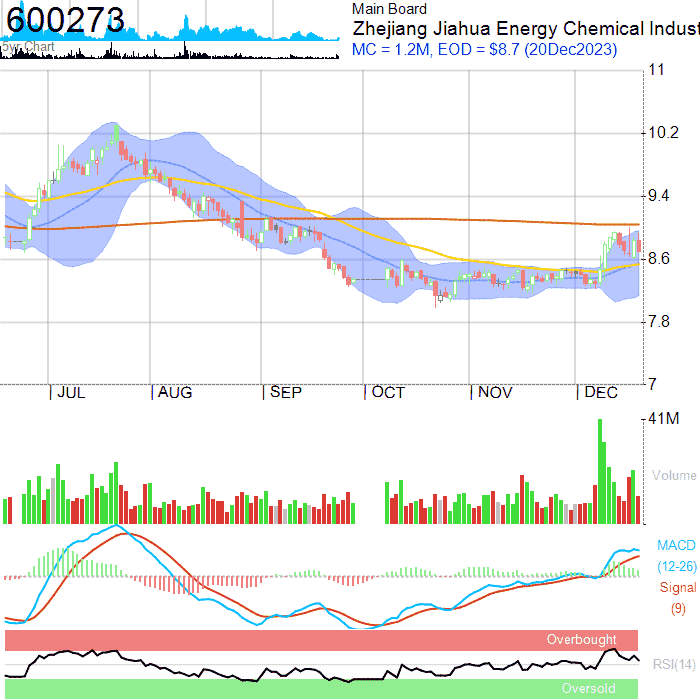 600273
5yr Chart
Main Board
Zhejiang Jiahua Energy Chemical Indust
MC = 1.2M, EOD = $8.7 (20Dec2023)
11
10.2
9.4
8.6
7.8
7
JUL AUG SEP OCT NOV DEC
41M
Volume
MACD
(12-26)
Signal
(9)
Overbought
RSI(14)
Oversold